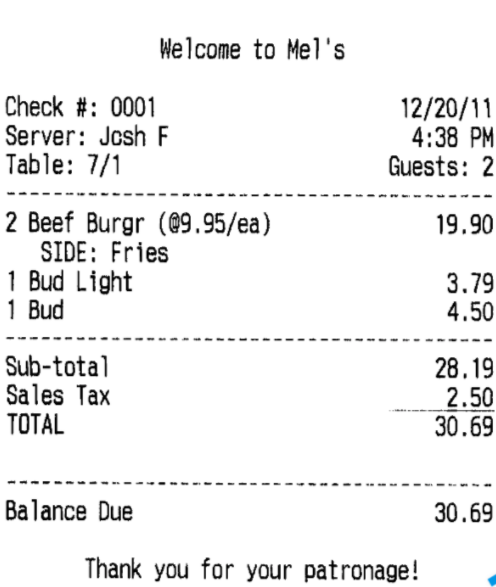 Welcome to Mel's
Check #: 0001 12/20/11
Server: Josh F 4:38 PM
Table: 7/1 Guests: 2
2 Beef Burgr (@9.95/ea) 19.90
SIDE: Fries
1 Bud Light 3.79
1 Bud 4.50
Sub-total 28.19
Sales Tax 2.50
TOTAL 30.69
Balance Due 30.69
Thank you for your patronage!